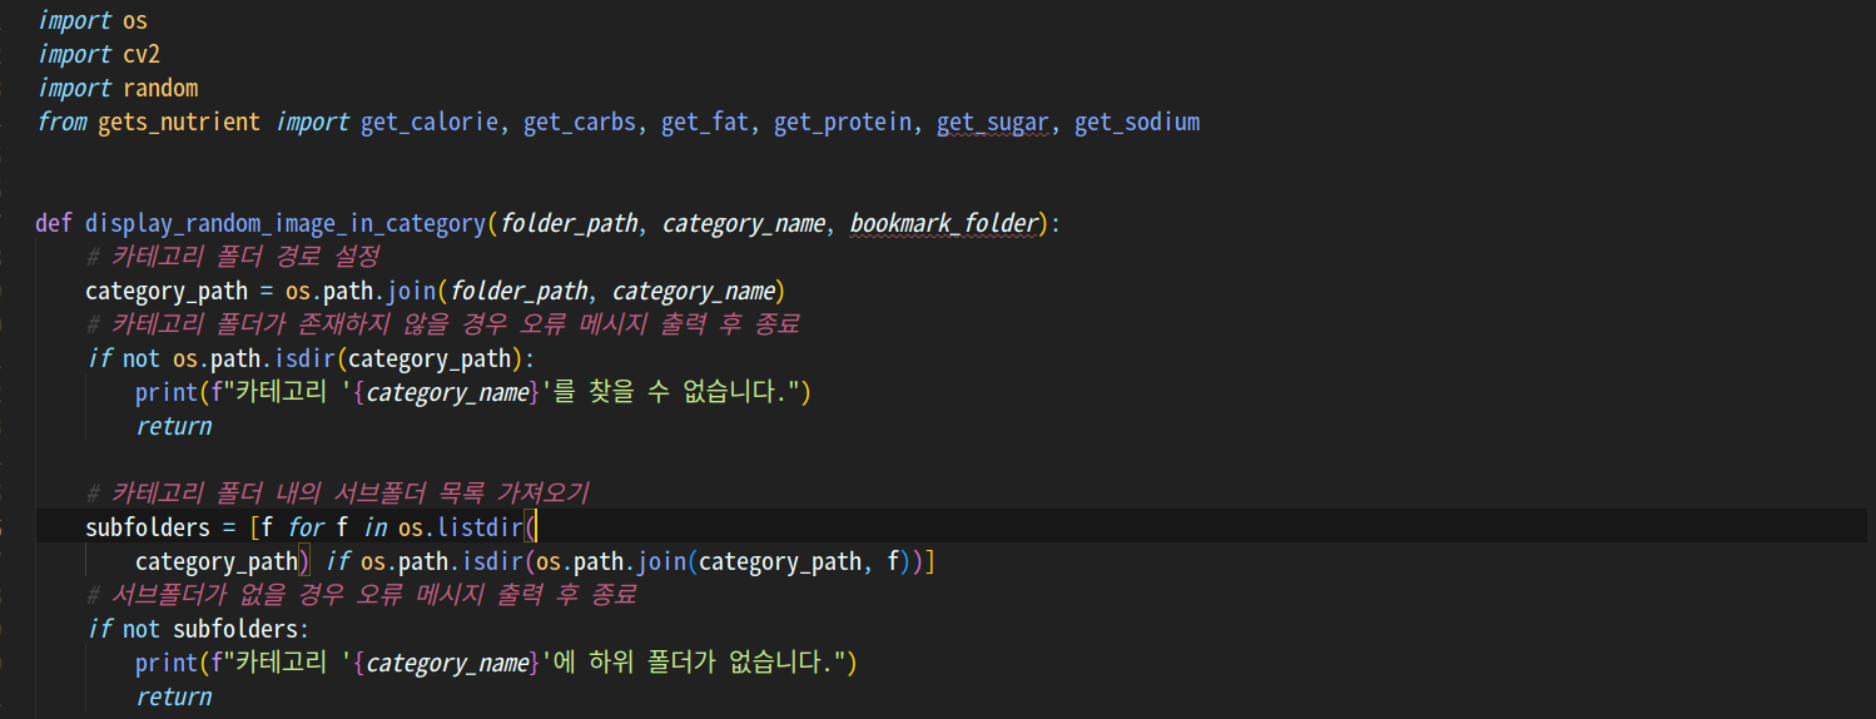 import os
import cv2
import random
from gets_nutrient import get_calorie, get_carbs, get_fat, get_protein, get_sugar, get_sodium
def display_random_image_in_category(folder_path, category_name, bookmark_folder):
# 카테고리 폴더 경로 설정
category_path = os.path.join(folder_path, category_name)
# 카테고리 폴더가 존재하지 않을 경우 오류 메시지 출력 후 종료
if not os.path.isdir(category_path):
print(f"카테고리 '{category_name}'를 찾을 수 없습니다.")
return
# 카테고리 폴더 내의 서브폴더 목록 가져오기
subfolders = [f for f in os.listdir(
category_path) if os.path.isdir(os.path.join(category_path, f))]
# 서브폴더가 없을 경우 오류 메시지 출력 후 종료
if not subfolders:
print(f"카테고리 '{category_name}'에 하위 폴더가 없습니다.")
return